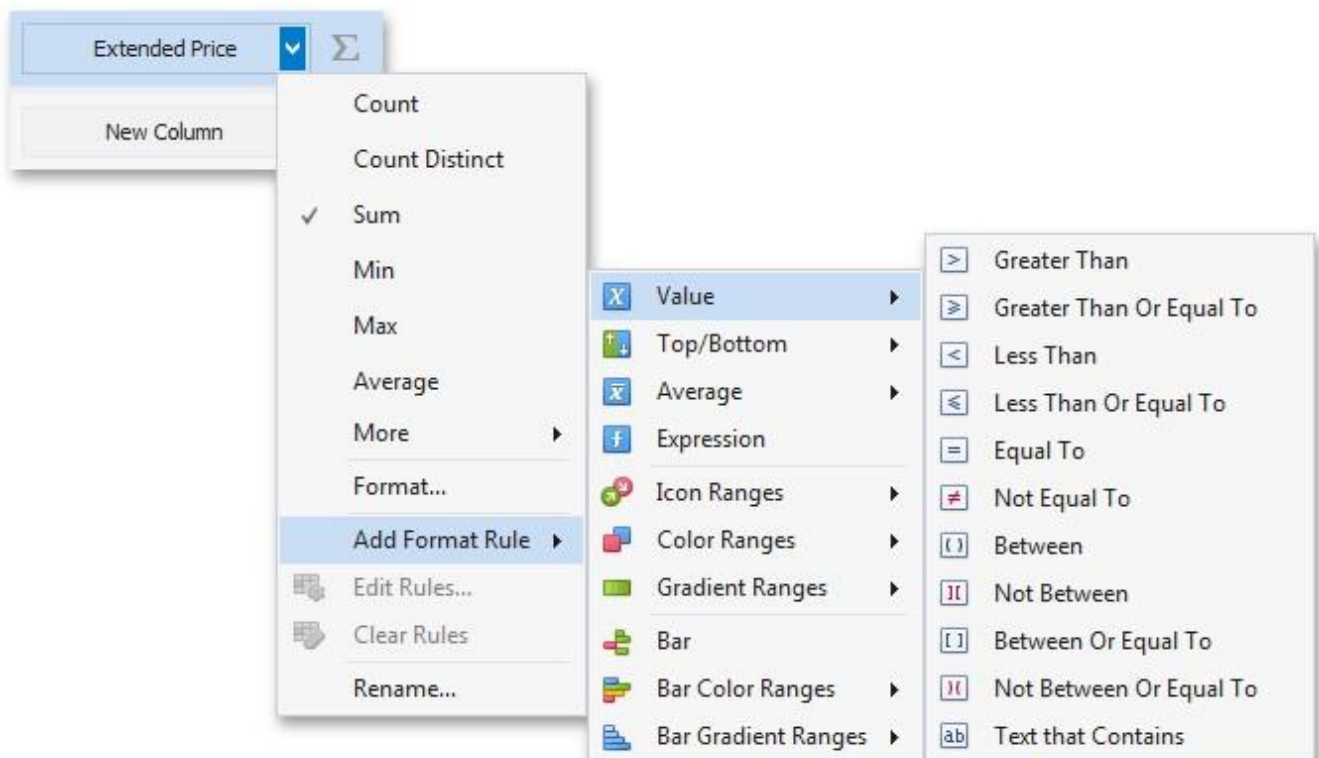 Extended Price Σ
New Column
Count
Count Distinct
✓ Sum
Min
Max
Average
More
Format...
Add Format Rule
Edit Rules...
Clear Rules
Rename...
Value
Top/Bottom
Average
Expression
Icon Ranges
Color Ranges
Gradient Ranges
Bar
Bar Color Ranges
Bar Gradient Ranges
> Greater Than
⩾ Greater Than Or Equal To
< Less Than
⩽ Less Than Or Equal To
= Equal To
≠ Not Equal To
( ) Between
][ Not Between
[ ] Between Or Equal To
)( Not Between Or Equal To
ab Text that Contains